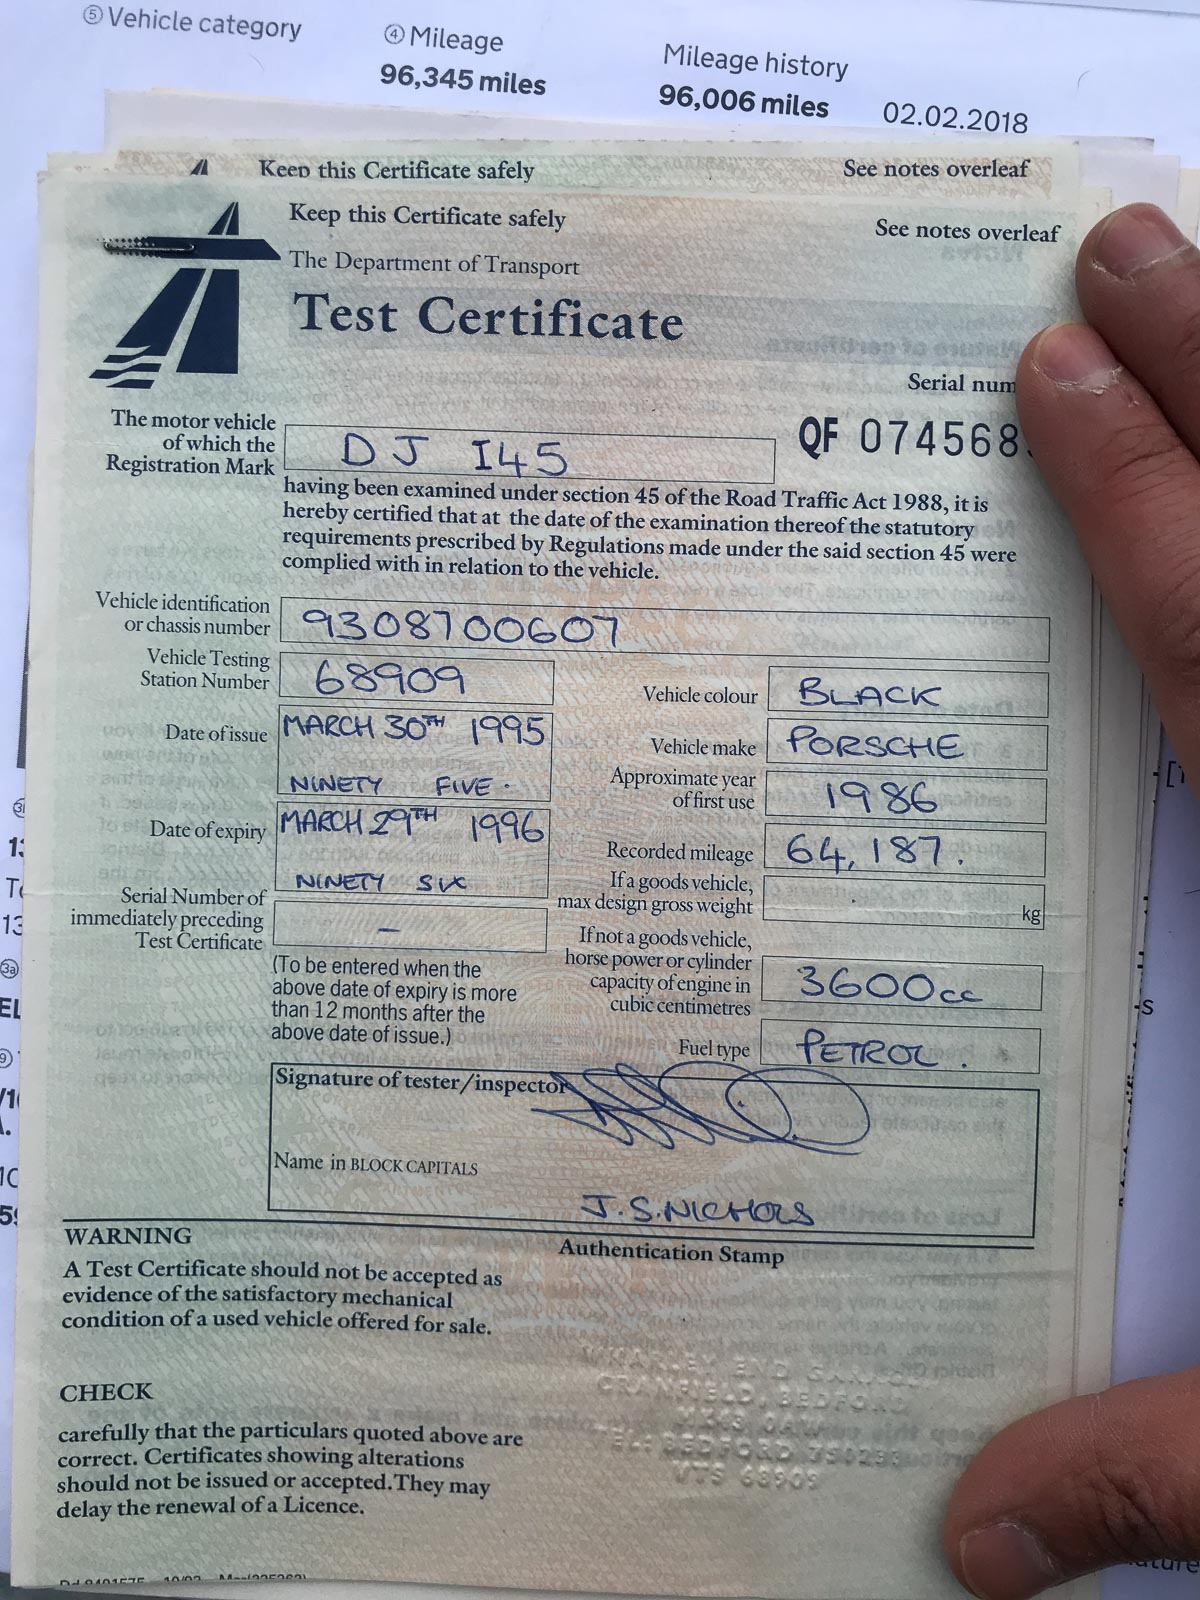 ⑤ Vehicle category
④ Mileage
96,345 miles
Mileage history
96,006 miles 02.02.2018
Keep this Certificate safely See notes overleaf
Keep this Certificate safely See notes overleaf
The Department of Transport
Test Certificate
Serial num
QF 074568
The motor vehicle
of which the
Registration Mark
DJ I45
having been examined under section 45 of the Road Traffic Act 1988, it is
hereby certified that at the date of the examination thereof the statutory
requirements prescribed by Regulations made under the said section 45 were
complied with in relation to the vehicle.
Vehicle identification
or chassis number
9308700607
Vehicle Testing
Station Number
68909
Vehicle colour
BLACK
Date of issue
MARCH 30TH 1995
NINETY FIVE.
Vehicle make
PORSCHE
Approximate year
of first use
1986
Date of expiry
MARCH 29TH 1996
NINETY SIX
Recorded mileage
64,187.
If a goods vehicle,
max design gross weight
kg
Serial Number of
immediately preceding
Test Certificate
–
(To be entered when the
above date of expiry is more
than 12 months after the
above date of issue.)
If not a goods vehicle,
horse power or cylinder
capacity of engine in
cubic centimetres
3600cc
Fuel type
PETROL.
Signature of tester/inspector
Name in BLOCK CAPITALS
J.S.NICHOLS
Authentication Stamp
WARNING
A Test Certificate should not be accepted as
evidence of the satisfactory mechanical
condition of a used vehicle offered for sale.
CHECK
carefully that the particulars quoted above are
correct. Certificates showing alterations
should not be issued or accepted. They may
delay the renewal of a Licence.
WHARLEY END GARAGE
CRANFIELD, BEDFORD
VTS 68909